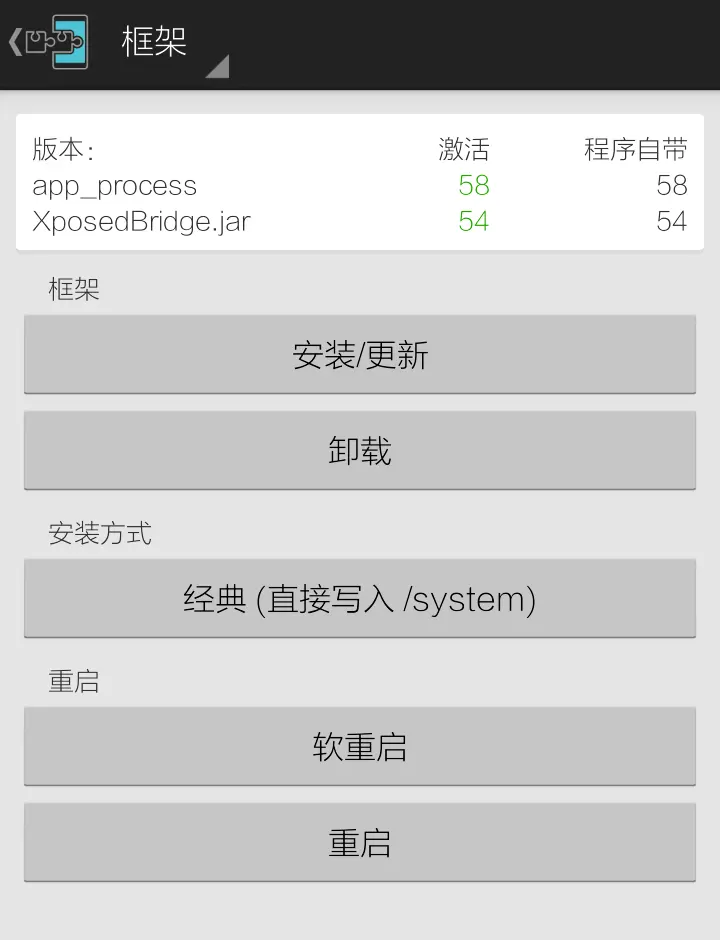 框架
版本: 激活 程序自带
app_process 58 58
XposedBridge.jar 54 54
框架
安装/更新
卸载
安装方式
经典 (直接写入 /system)
重启
软重启
重启